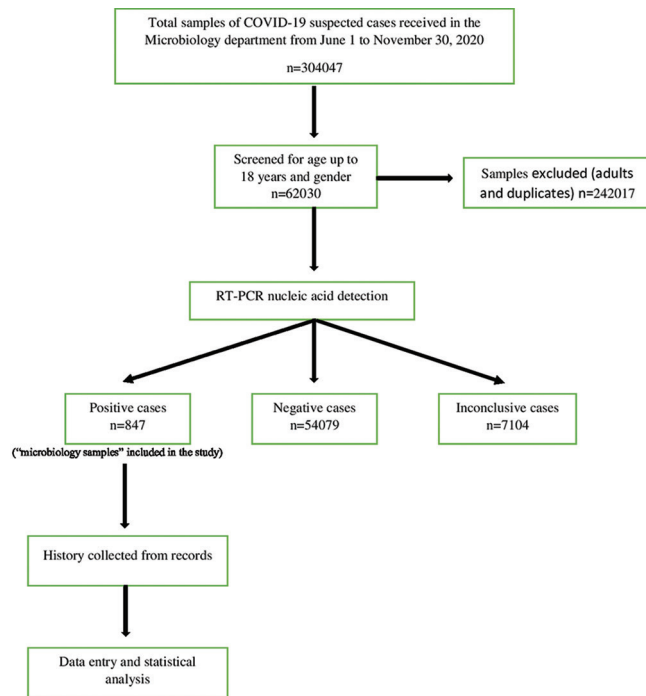 Total samples of COVID-19 suspected cases received in the
Microbiology department from June 1 to November 30, 2020
n=304047
Screened for age up to
18 years and gender
n=62030
Samples excluded (adults
and duplicates) n=242017
RT-PCR nucleic acid detection
Positive cases
n=847
("microbiology samples" included in the study)
Negative cases
n=54079
Inconclusive cases
n=7104
History collected from records
Data entry and statistical
analysis